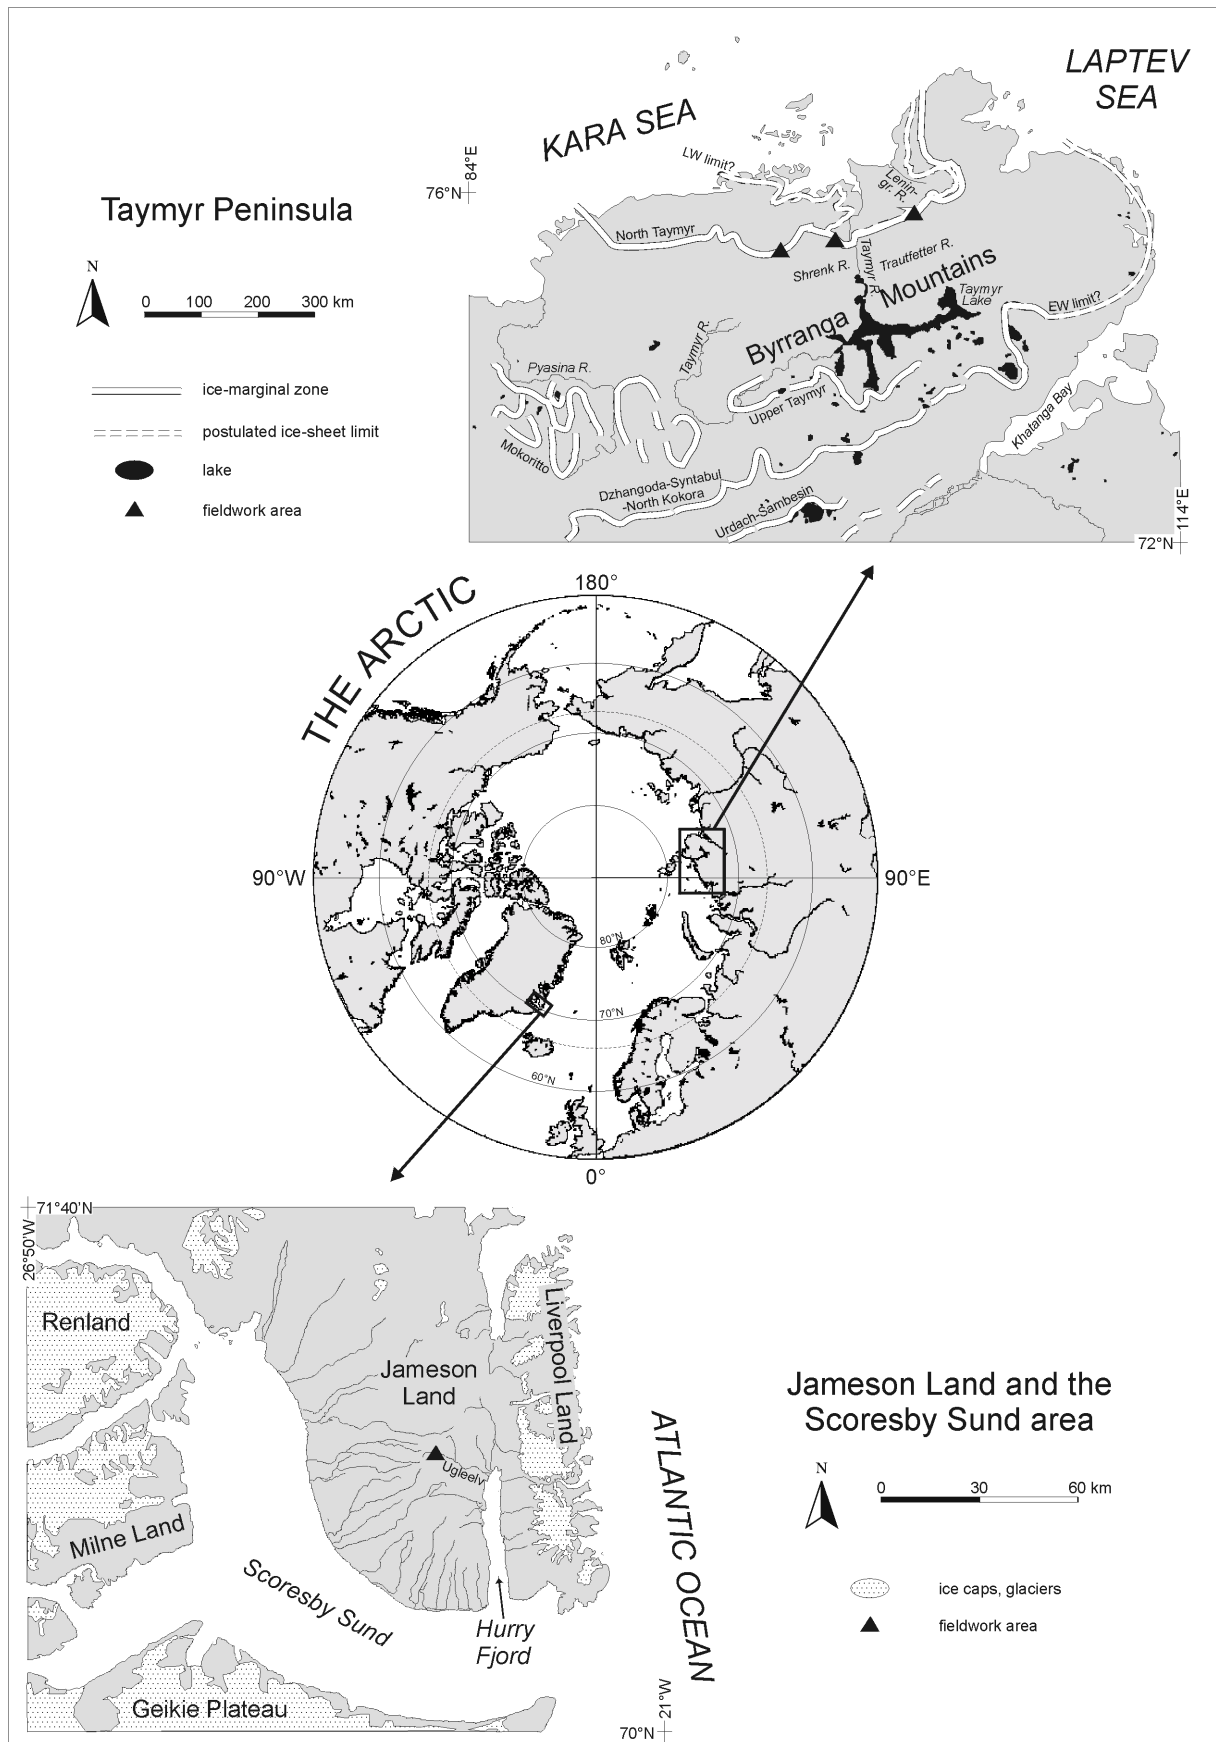 LAPTEV
SEA
KARA SEA
84°E
76°N
LW limit?
Taymyr Peninsula
Lenin-
gr. R.
North Taymyr
N
0 100 200 300 km
Shrenk R.
Taymyr R.
Trautfetter R.
Byrranga Mountains
Taymyr
Lake
EW limit?
Taymyr R.
Pyasina R.
ice-marginal zone
postulated ice-sheet limit
lake
fieldwork area
Upper Taymyr
Khatanga Bay
Mokoritto
Dzhangoda-Syntabul
-North Kokora
Urdach-Sambesin
114°E
72°N
THE ARCTIC
180°
90°W
90°E
80°N
70°N
60°N
0°
71°40'N
26°50'W
Renland
Liverpool Land
Jameson
Land
Ugleelv
Milne Land
Scoresby Sund
Hurry
Fjord
Geikie Plateau
ATLANTIC OCEAN
21°W
70°N
Jameson Land and the
Scoresby Sund area
N
0 30 60 km
ice caps, glaciers
fieldwork area